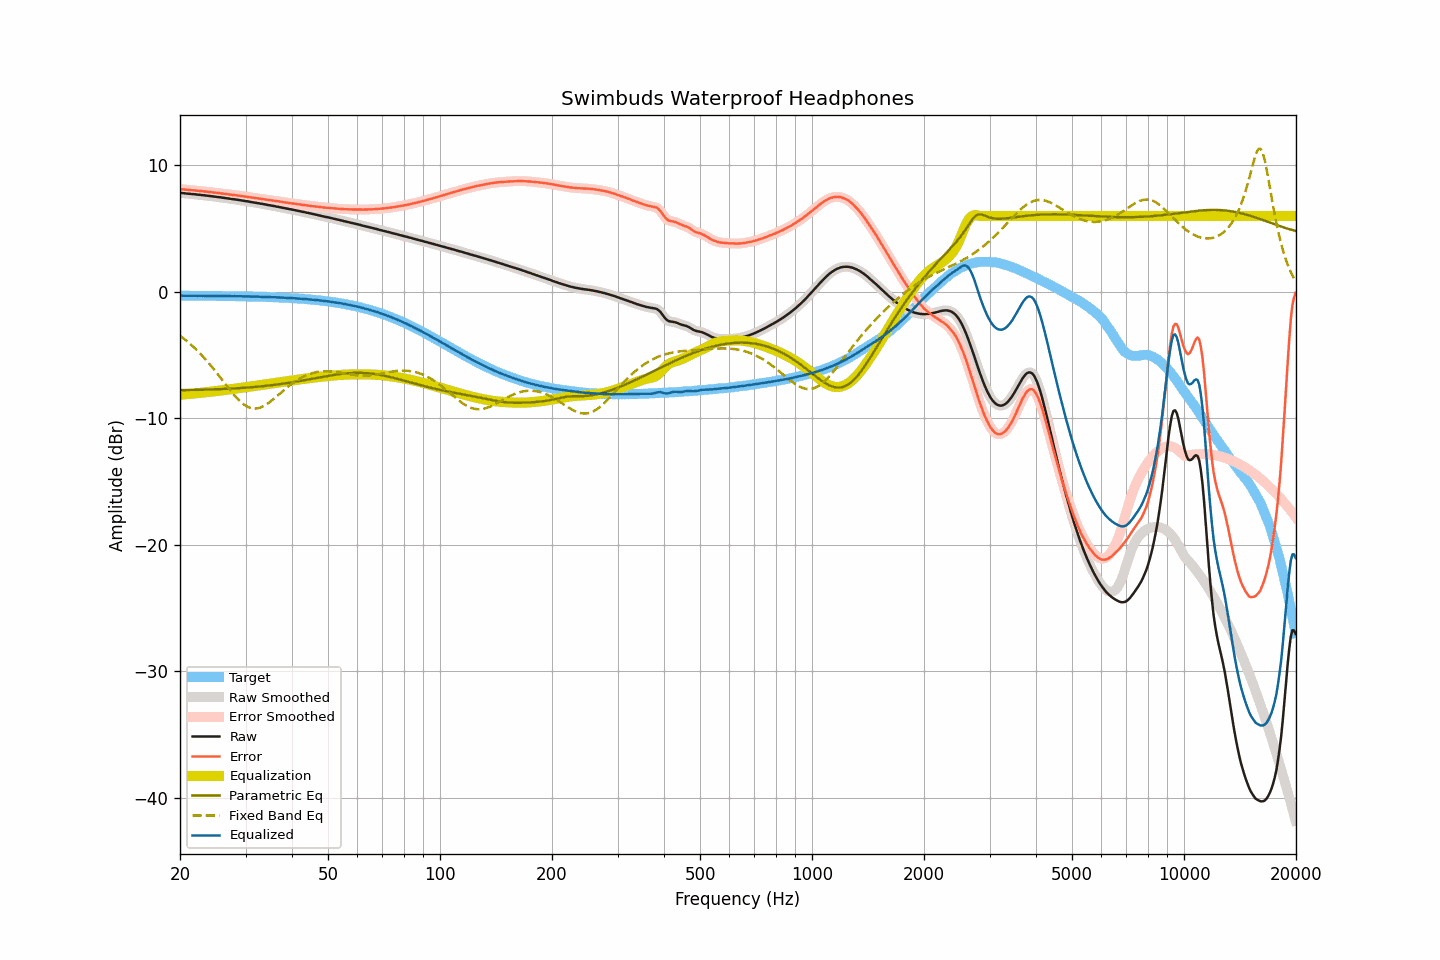 Swimbuds Waterproof Headphones
Amplitude (dBr)
10
0
−10
−20
−30
−40
Target
Raw Smoothed
Error Smoothed
Raw
Error
Equalization
Parametric Eq
Fixed Band Eq
Equalized
20 50 100 200 500 1000 2000 5000 10000 20000
Frequency (Hz)